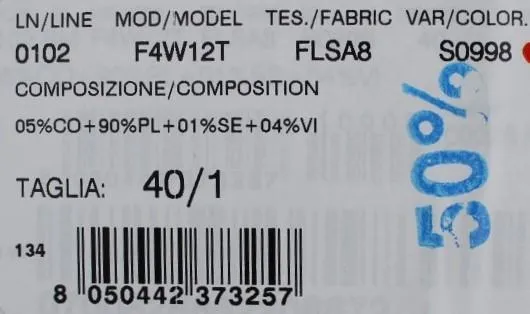 LN/LINE MOD/MODEL TES./FABRIC VAR/COLOR.
0102 F4W12T FLSA8 S0998
COMPOSIZIONE/COMPOSITION
05%CO+90%PL+01%SE+04%VI
50%
TAGLIA: 40/1
134
8 050442 373257